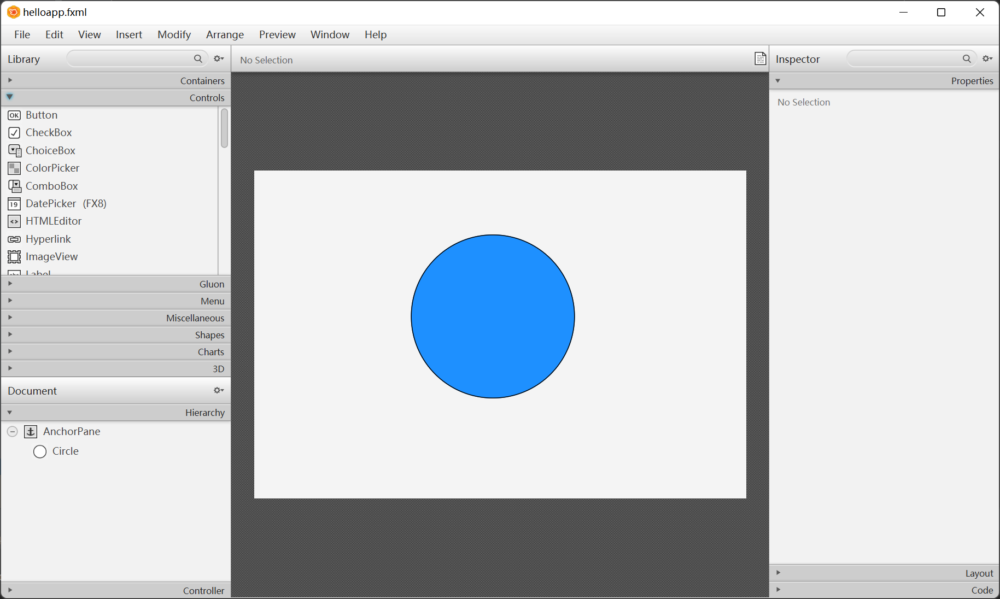 helloapp.fxml
File Edit View Insert Modify Arrange Preview Window Help
Library
No Selection
Inspector
Containers
Controls
OK Button
CheckBox
ChoiceBox
ColorPicker
ComboBox
19 DatePicker (FX8)
HTMLEditor
Hyperlink
ImageView
Label
Gluon
Menu
Miscellaneous
Shapes
Charts
3D
Document
Hierarchy
AnchorPane
Circle
Controller
Properties
No Selection
Layout
Code